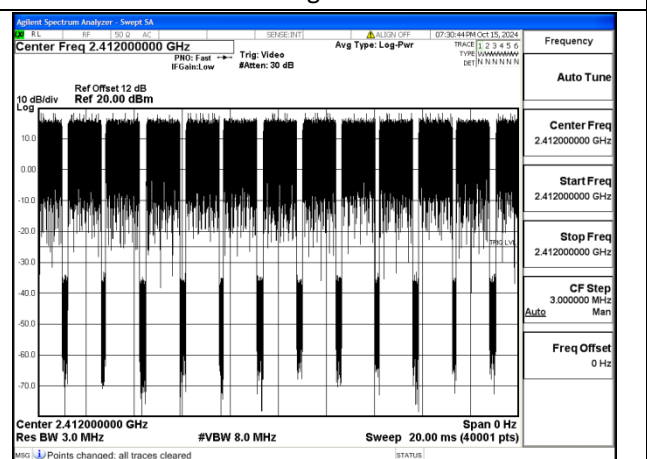 Agilent Spectrum Analyzer - Swept SA
RL RF 50 Ω AC SENSE:INT ALIGN OFF 07:30:44 PM Oct 15, 2024
Center Freq 2.412000000 GHz
PNO: Fast
IFGain:Low
Trig: Video
#Atten: 30 dB
Avg Type: Log-Pwr
TRACE 1 2 3 4 5 6
TYPE WWWWWW
DET N N N N N N
Ref Offset 12 dB
10 dB/div Ref 20.00 dBm
Log
10.0
0.00
-10.0
-20.0
-30.0
-40.0
-50.0
-60.0
-70.0
TRIG LVL
Center 2.412000000 GHz Span 0 Hz
Res BW 3.0 MHz #VBW 8.0 MHz Sweep 20.00 ms (40001 pts)
MSG Points changed; all traces cleared STATUS
Frequency
Auto Tune
Center Freq
2.412000000 GHz
Start Freq
2.412000000 GHz
Stop Freq
2.412000000 GHz
CF Step
3.000000 MHz
Auto Man
Freq Offset
0 Hz